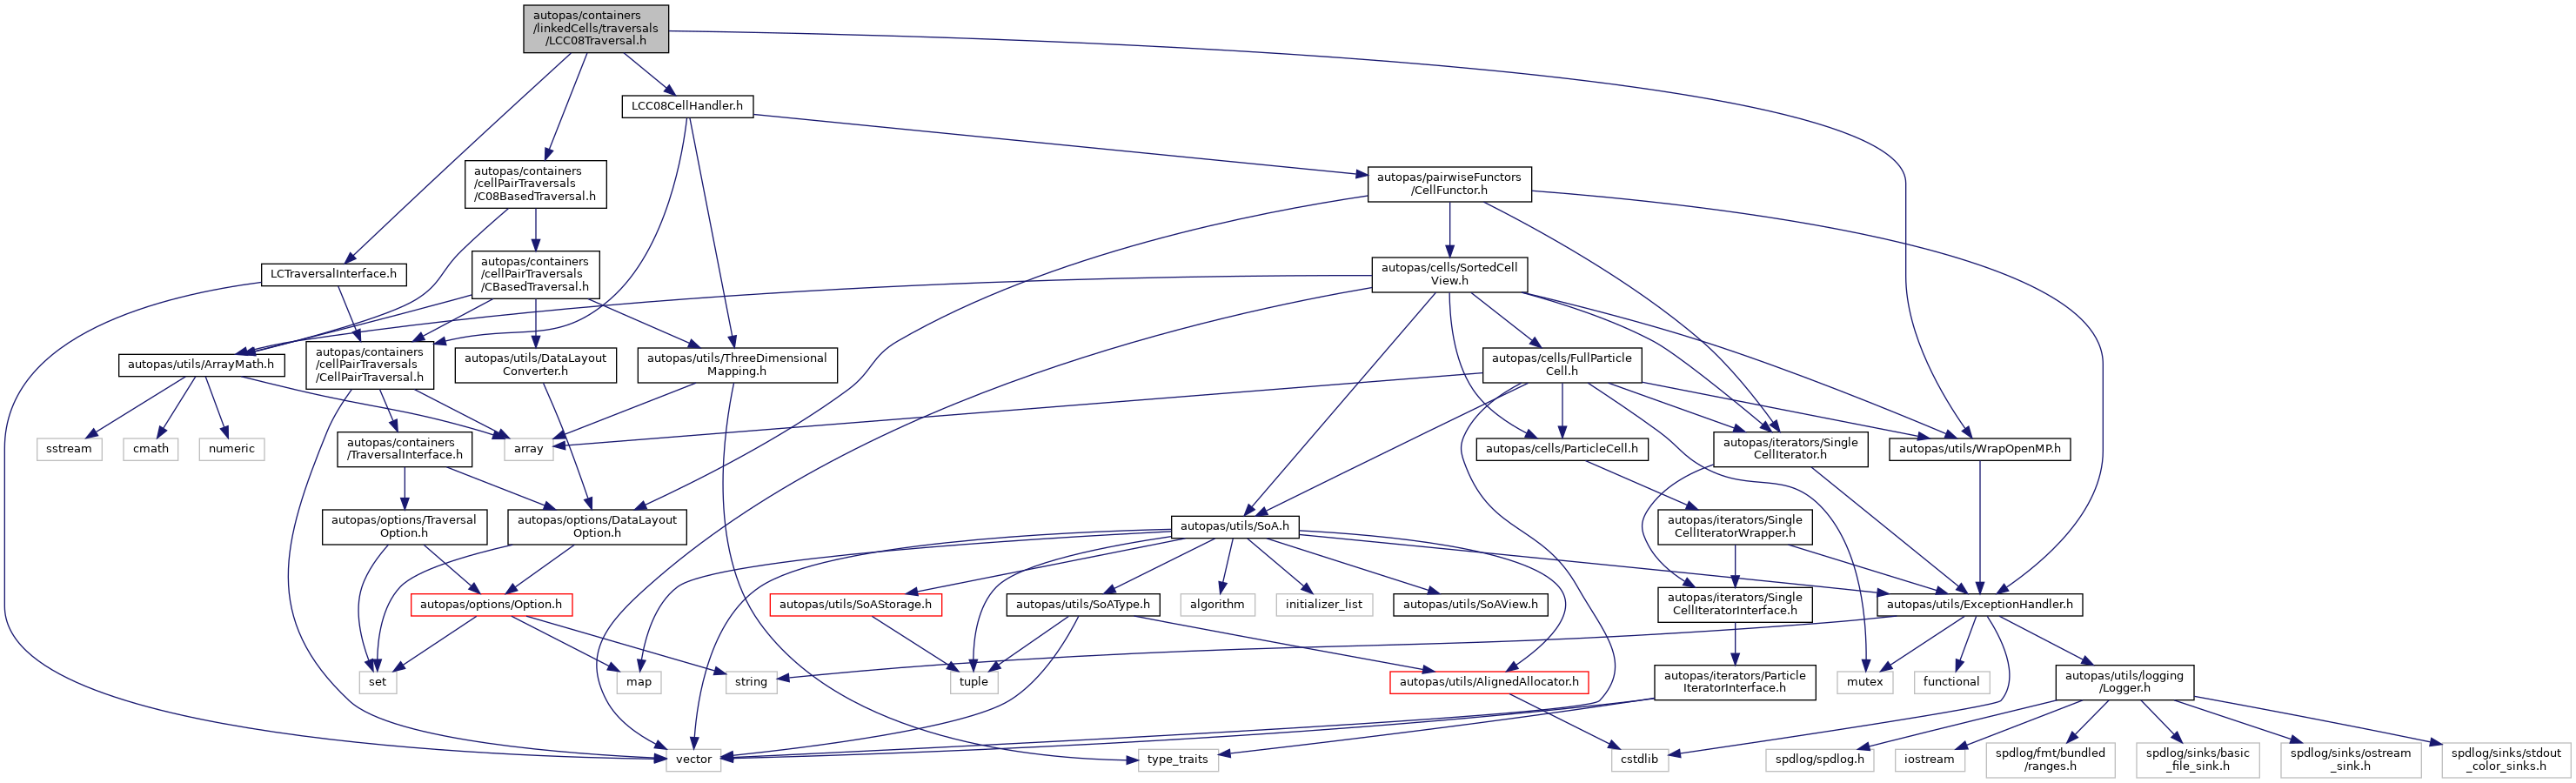 autopas/containers
/linkedCells/traversals
/LCC08Traversal.h
LCC08CellHandler.h
autopas/containers
/cellPairTraversals
/C08BasedTraversal.h
autopas/pairwiseFunctors
/CellFunctor.h
LCTraversalInterface.h
autopas/containers
/cellPairTraversals
/CBasedTraversal.h
autopas/cells/SortedCell
View.h
autopas/utils/ArrayMath.h
autopas/containers
/cellPairTraversals
/CellPairTraversal.h
autopas/utils/DataLayout
Converter.h
autopas/utils/ThreeDimensional
Mapping.h
autopas/cells/FullParticle
Cell.h
sstream
cmath
numeric
autopas/containers
/TraversalInterface.h
array
autopas/cells/ParticleCell.h
autopas/iterators/Single
CellIterator.h
autopas/utils/WrapOpenMP.h
autopas/options/Traversal
Option.h
autopas/options/DataLayout
Option.h
autopas/utils/SoA.h
autopas/iterators/Single
CellIteratorWrapper.h
autopas/options/Option.h
autopas/utils/SoAStorage.h
autopas/utils/SoAType.h
algorithm
initializer_list
autopas/utils/SoAView.h
autopas/iterators/Single
CellIteratorInterface.h
autopas/utils/ExceptionHandler.h
set
map
string
tuple
autopas/utils/AlignedAllocator.h
autopas/iterators/Particle
IteratorInterface.h
mutex
functional
autopas/utils/logging
/Logger.h
vector
type_traits
cstdlib
spdlog/spdlog.h
iostream
spdlog/fmt/bundled
/ranges.h
spdlog/sinks/basic
_file_sink.h
spdlog/sinks/ostream
_sink.h
spdlog/sinks/stdout
_color_sinks.h